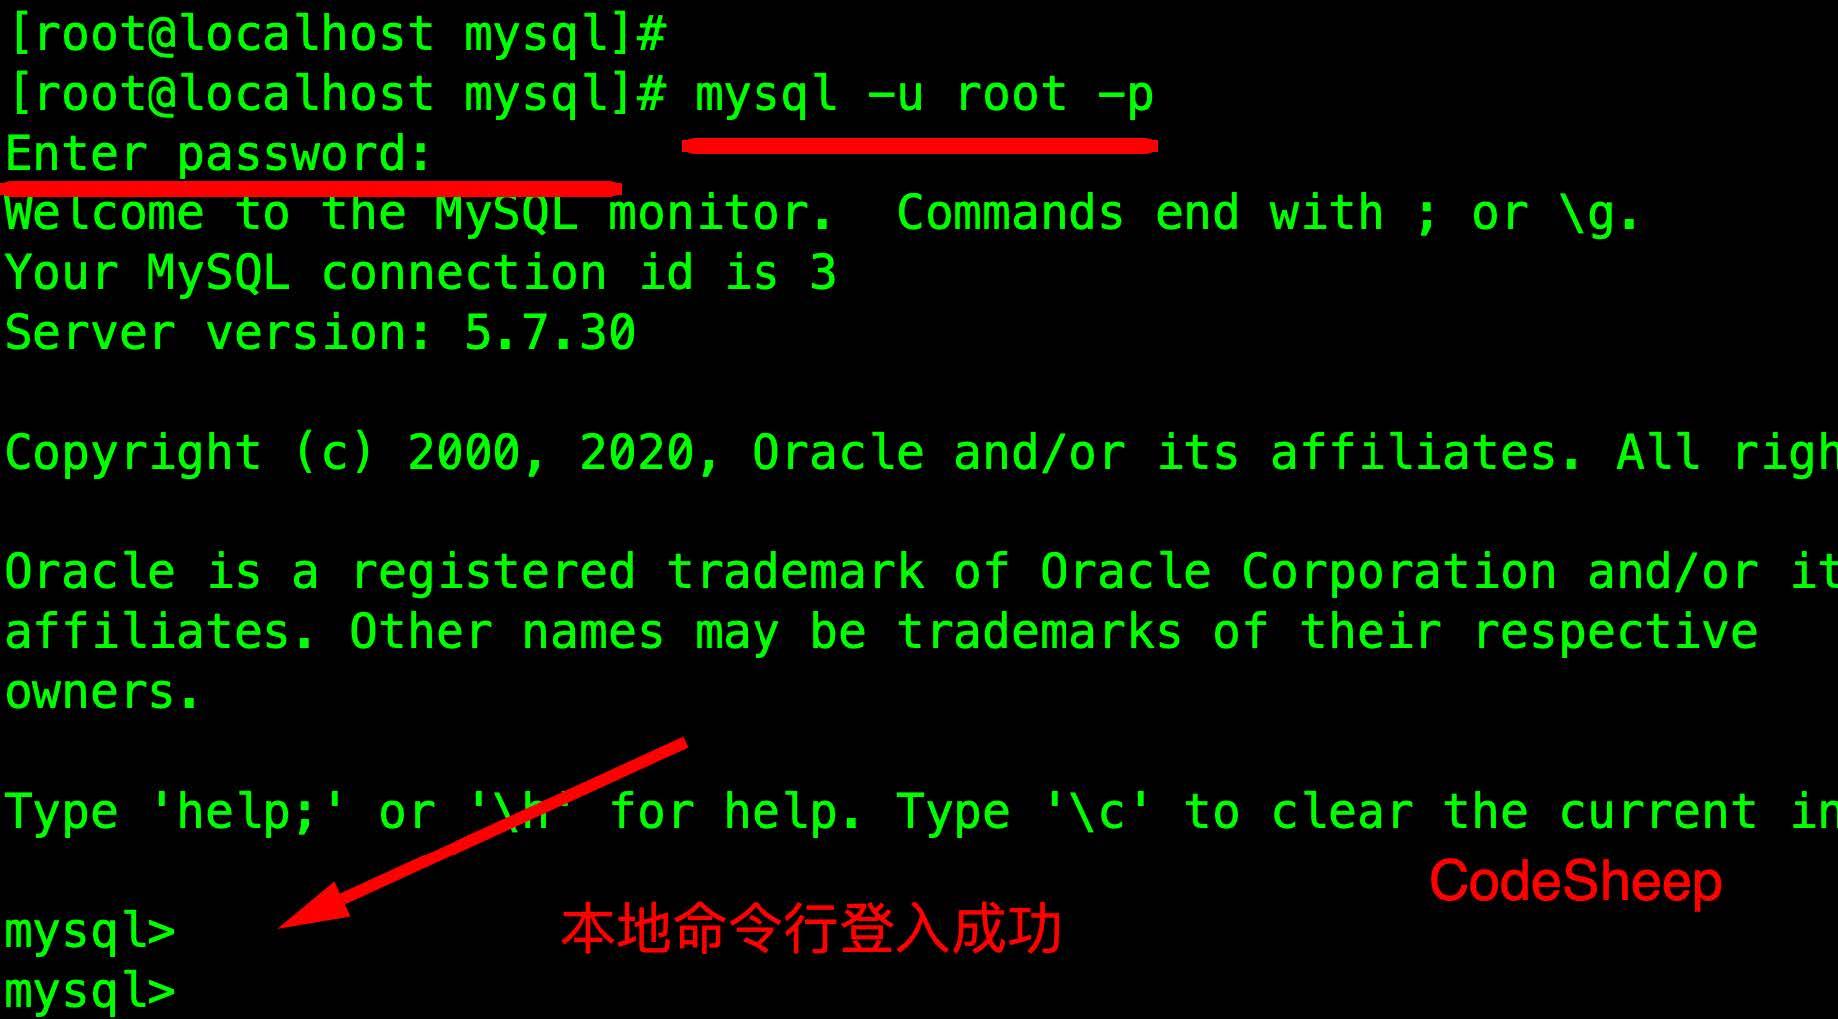 [root@localhost mysql]#
[root@localhost mysql]# mysql -u root -p
Enter password:
Welcome to the MySQL monitor.  Commands end with ; or \g.
Your MySQL connection id is 3
Server version: 5.7.30
Copyright (c) 2000, 2020, Oracle and/or its affiliates. All righ
Oracle is a registered trademark of Oracle Corporation and/or it
affiliates. Other names may be trademarks of their respective
owners.
Type 'help;' or '\h' for help. Type '\c' to clear the current in
CodeSheep
mysql>
本地命令行登入成功
mysql>